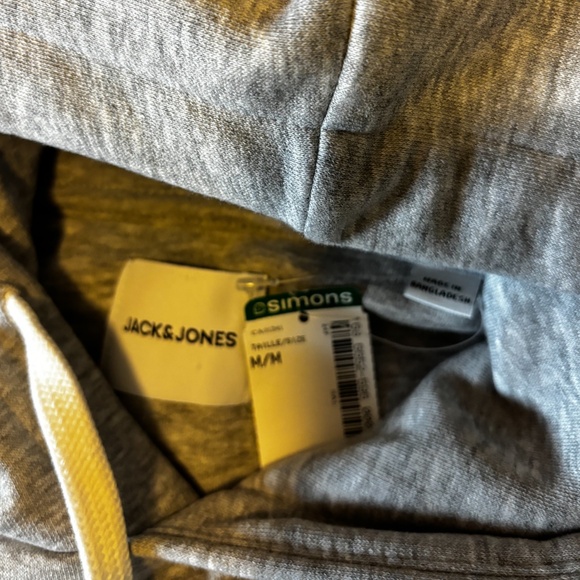 JACK&JONES
simons
TAILLE/SIZE
M/M
MADE IN
BANGLADESH